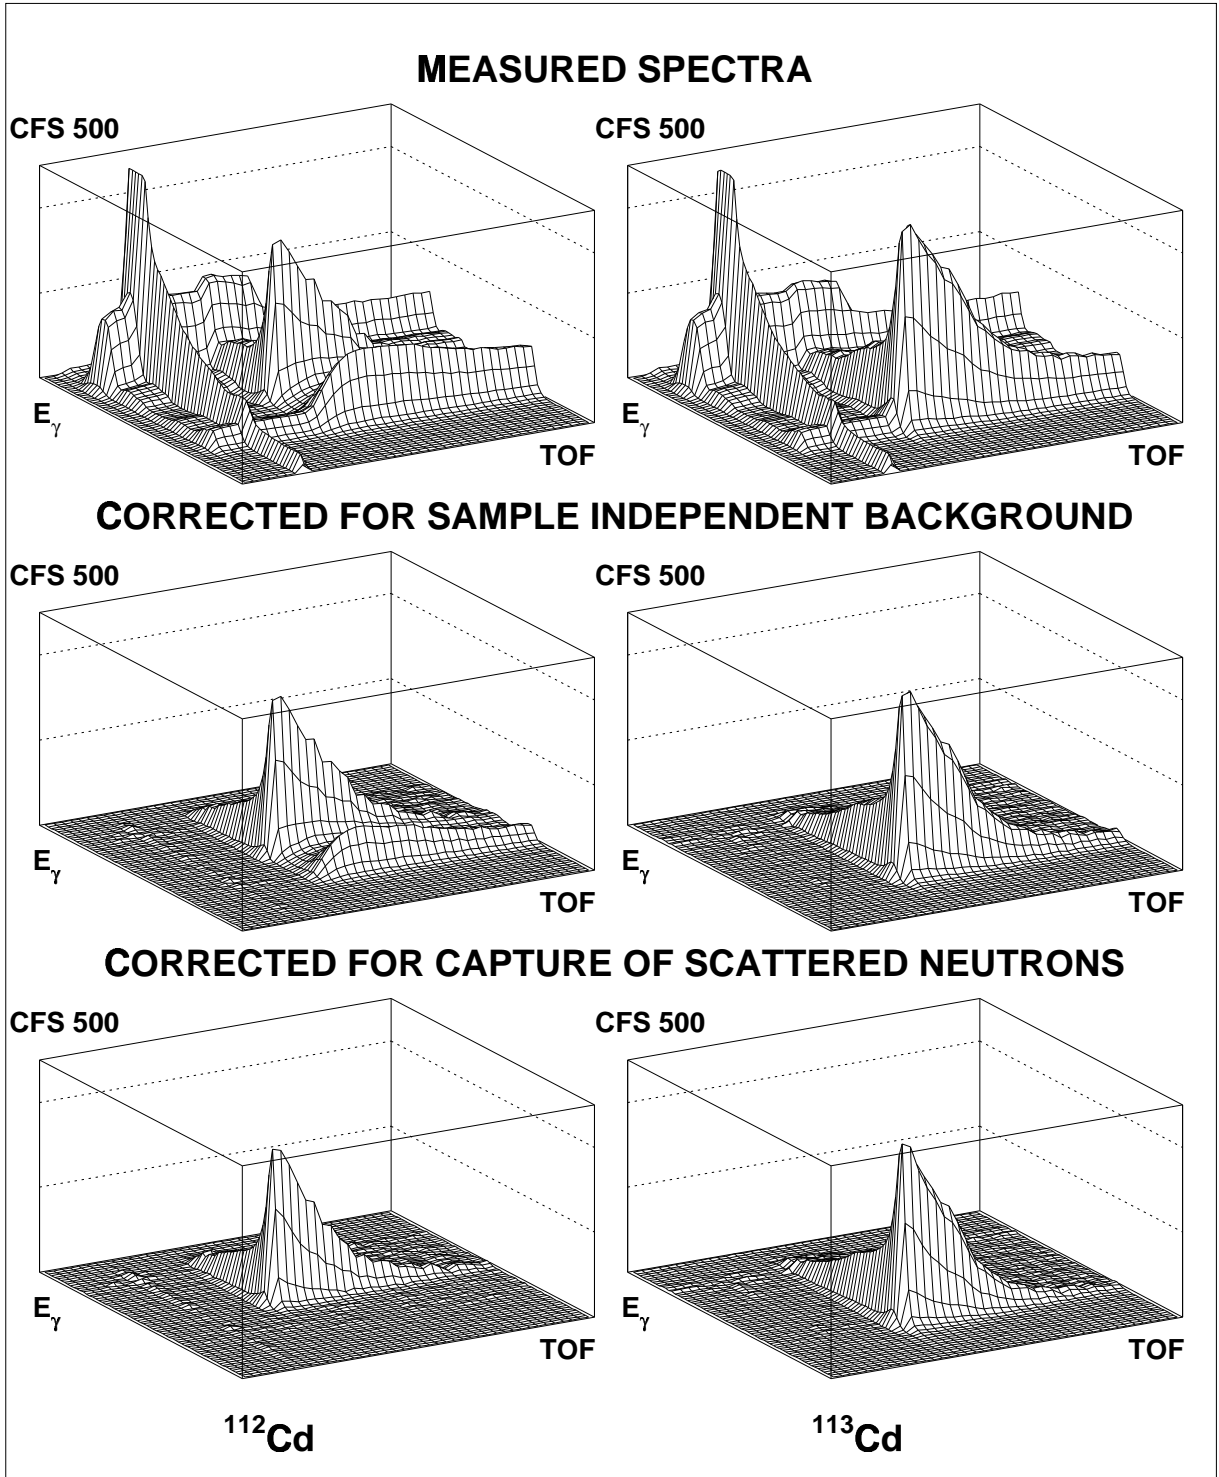 MEASURED SPECTRA
CFS 500 CFS 500
Eγ TOF Eγ TOF
CORRECTED FOR SAMPLE INDEPENDENT BACKGROUND
CFS 500 CFS 500
Eγ TOF Eγ TOF
CORRECTED FOR CAPTURE OF SCATTERED NEUTRONS
CFS 500 CFS 500
Eγ TOF Eγ TOF
112Cd 113Cd